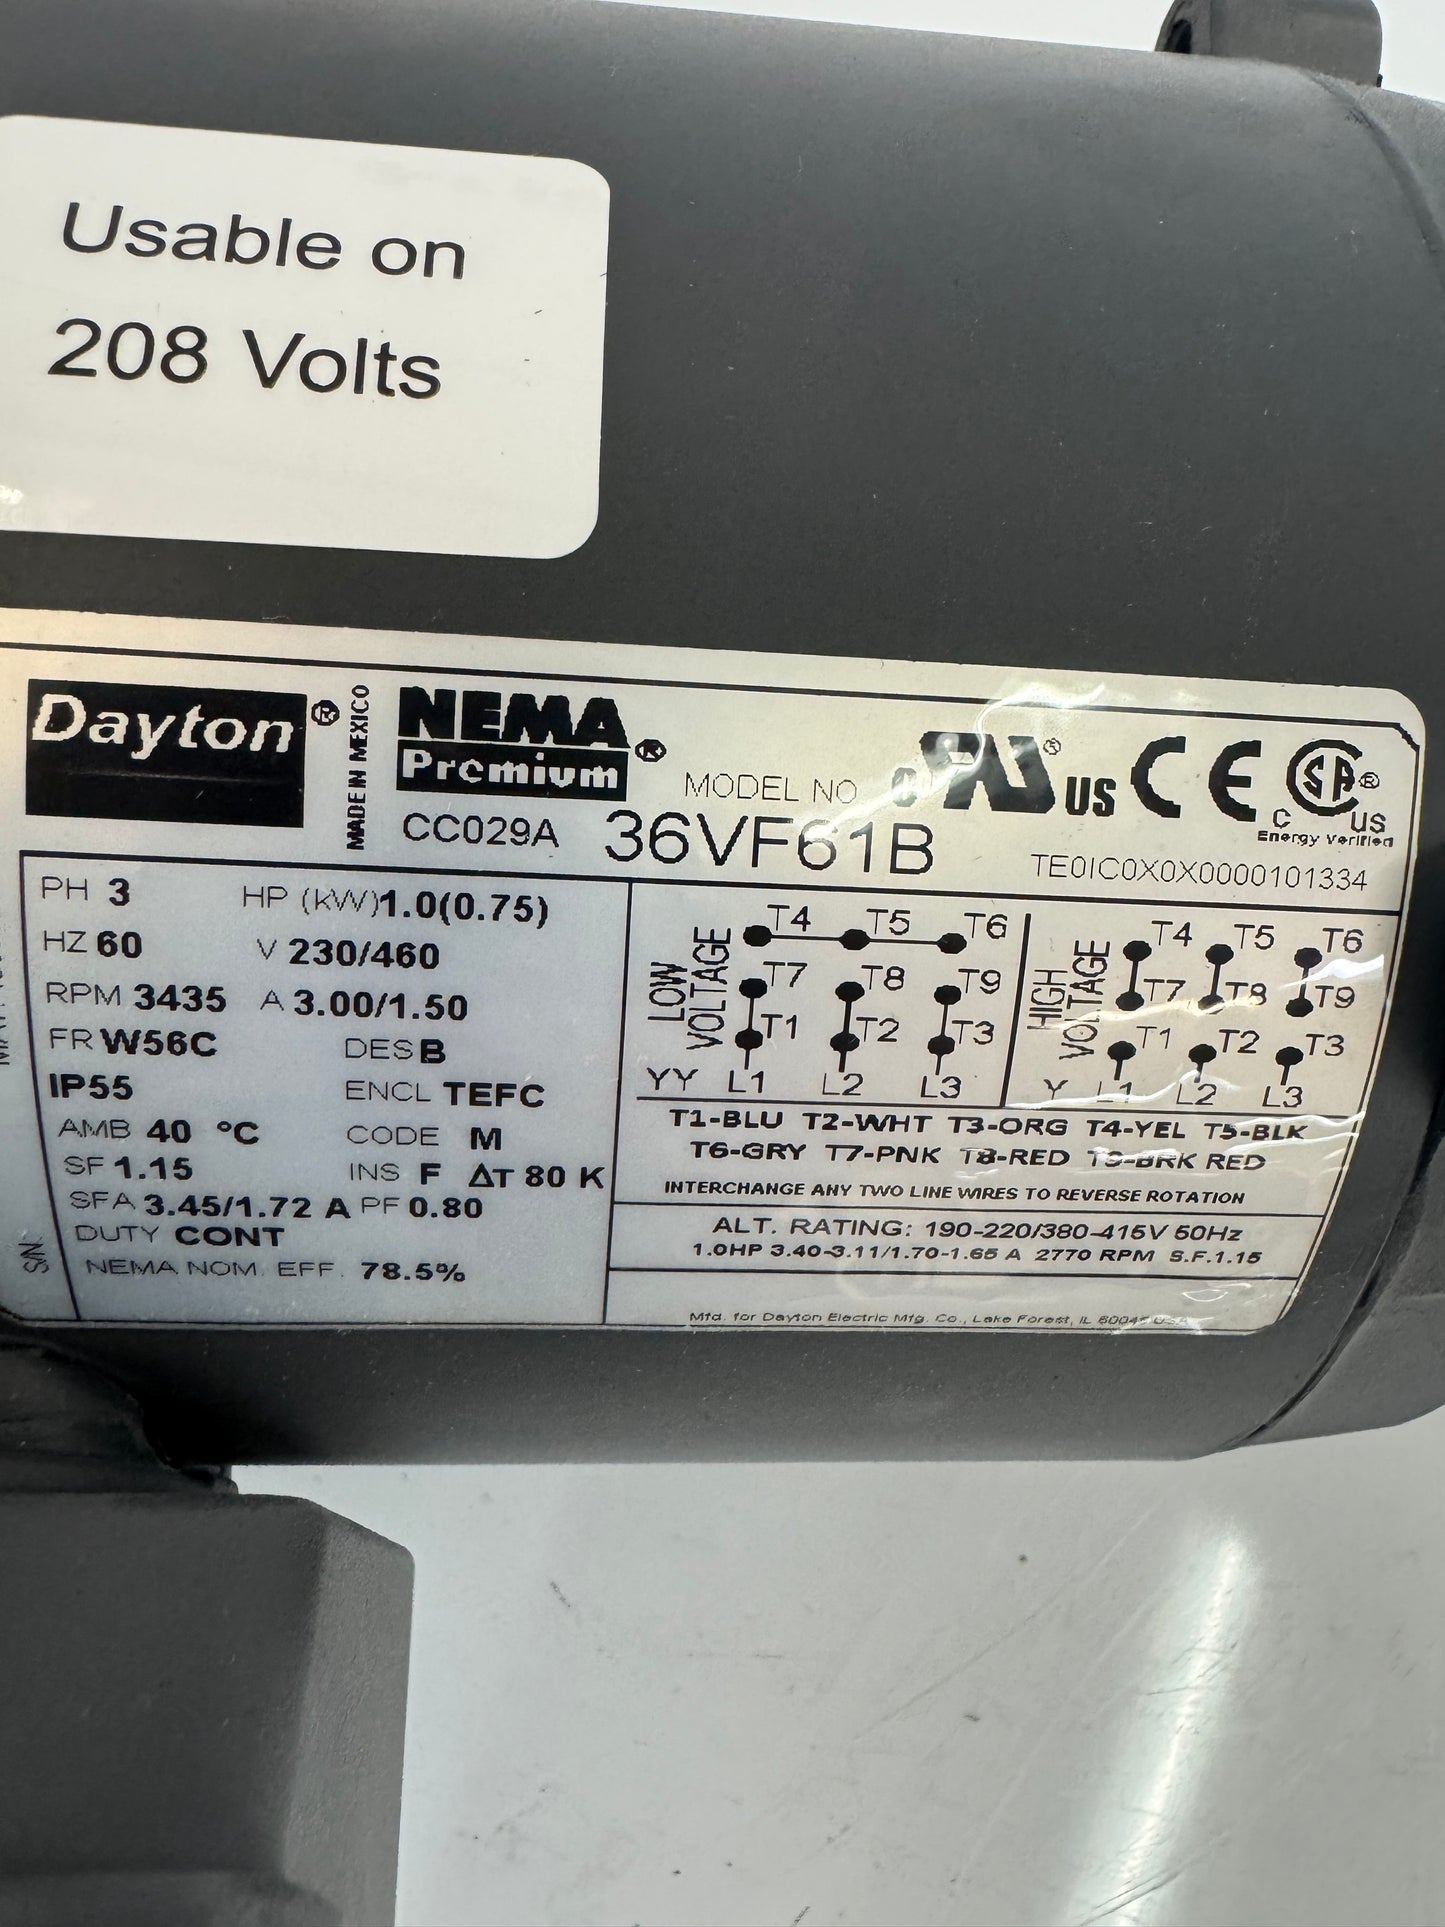 Usable on
208 Volts
Dayton®
MADE IN MEXICO
NEMA
Premium®
CC029A
MODEL NO
36VF61B
c UR® US CE CSA®
C US
Energy Verified
TE0IC0X0X0000101334
PH 3 HP (kW)1.0(0.75)
HZ 60 V 230/460
RPM 3435 A 3.00/1.50
FR W56C DES B
IP55 ENCL TEFC
AMB 40 °C CODE M
SF 1.15 INS F ΔT 80 K
SFA 3.45/1.72 A PF 0.80
DUTY CONT
NEMA NOM. EFF. 78.5%
S/N
LOW
VOLTAGE
T4 T5 T6
T7 T8 T9
T1 T2 T3
YY L1 L2 L3
HIGH
VOLTAGE
T4 T5 T6
T7 T8 T9
T1 T2 T3
Y L1 L2 L3
T1-BLU T2-WHT T3-ORG T4-YEL T5-BLK
T6-GRY T7-PNK T8-RED T9-BRK RED
INTERCHANGE ANY TWO LINE WIRES TO REVERSE ROTATION
ALT. RATING: 190-220/380-415V 50Hz
1.0HP 3.40-3.11/1.70-1.65 A 2770 RPM S.F.1.15
Mfd. for Dayton Electric Mfg. Co., Lake Forest, IL